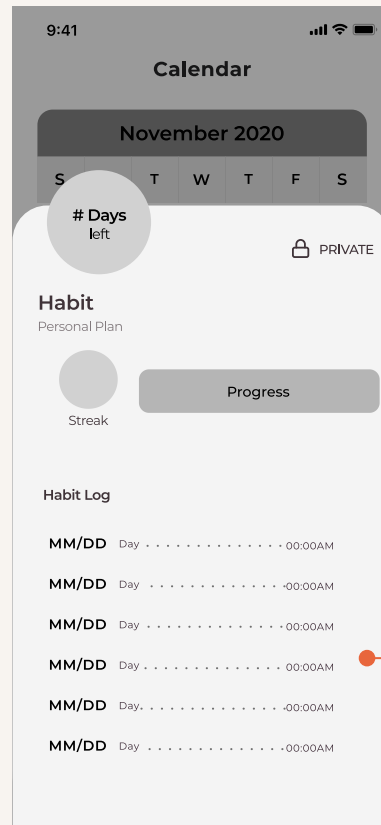 9:41
Calendar
November 2020
S T W T F S
# Days
left
PRIVATE
Habit
Personal Plan
Progress
Streak
Habit Log
MM/DD Day . . . . . . . . . . . . . . 00:00AM
MM/DD Day . . . . . . . . . . . . . . 00:00AM
MM/DD Day . . . . . . . . . . . . . . 00:00AM
MM/DD Day . . . . . . . . . . . . . . 00:00AM
MM/DD Day . . . . . . . . . . . . . . 00:00AM
MM/DD Day . . . . . . . . . . . . . . 00:00AM